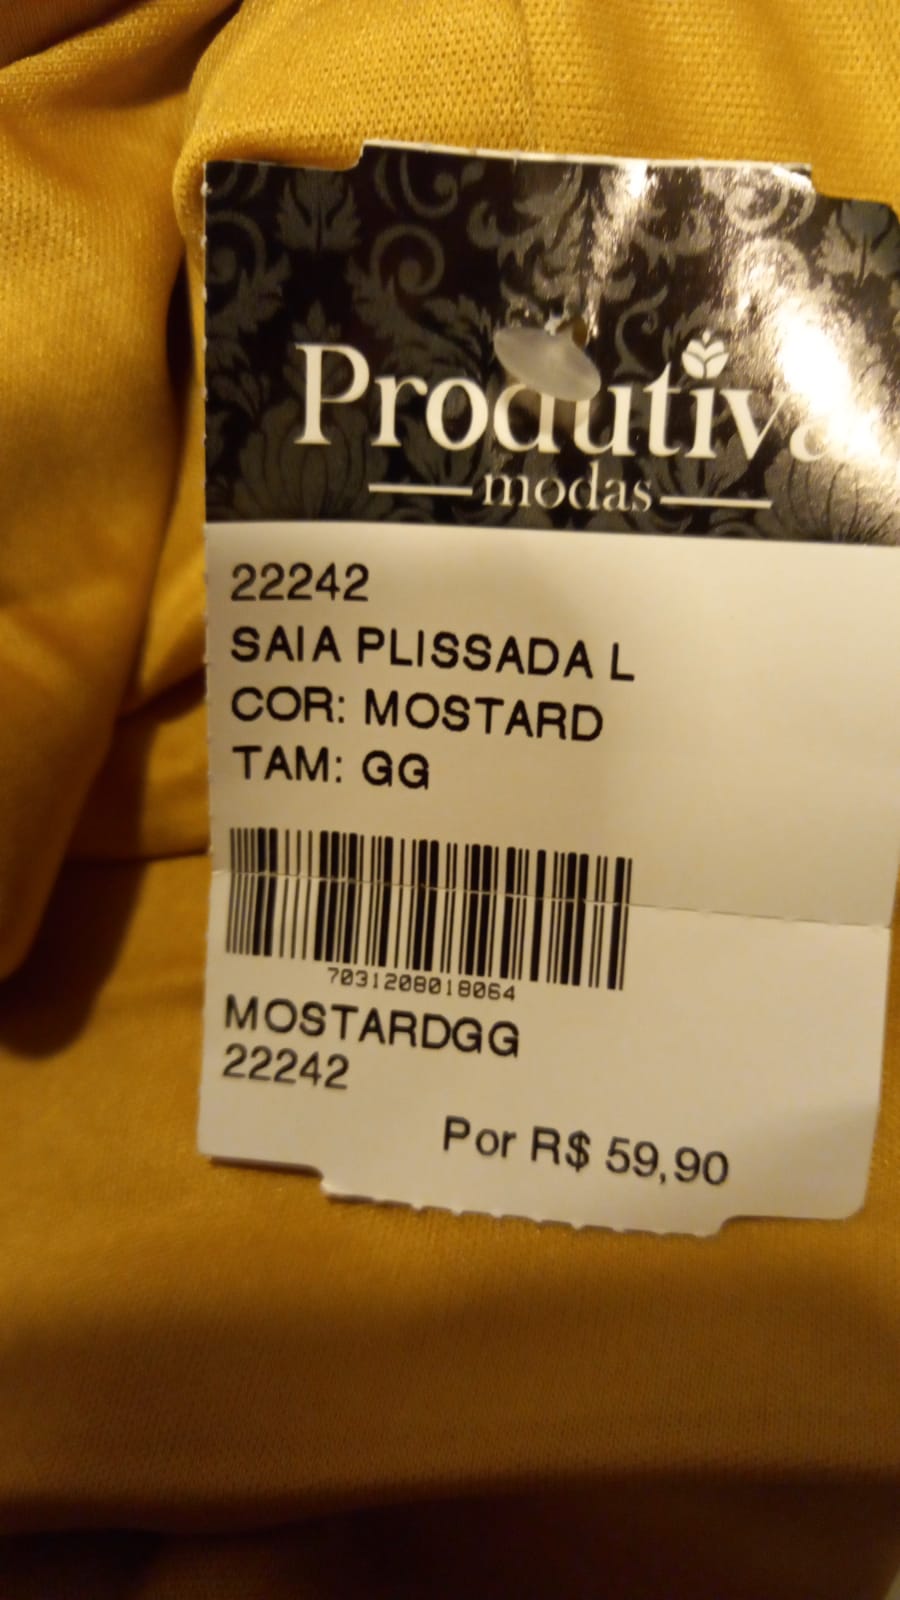 Produtiva
modas
22242
SAIA PLISSADA L
COR: MOSTARD
TAM: GG
7031208018064
MOSTARDGG
22242
Por R$ 59,90